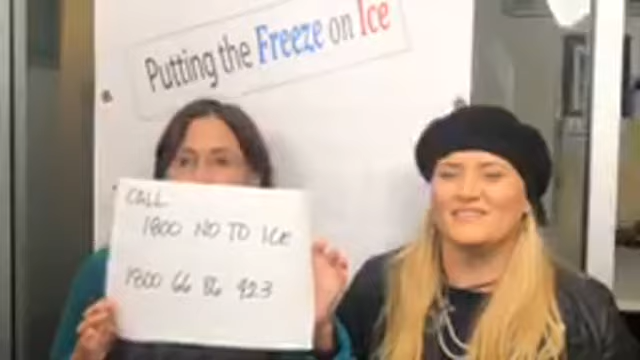 Putting the Freeze on Ice
CALL
1800 NO TO ICE
1800 66 86 423